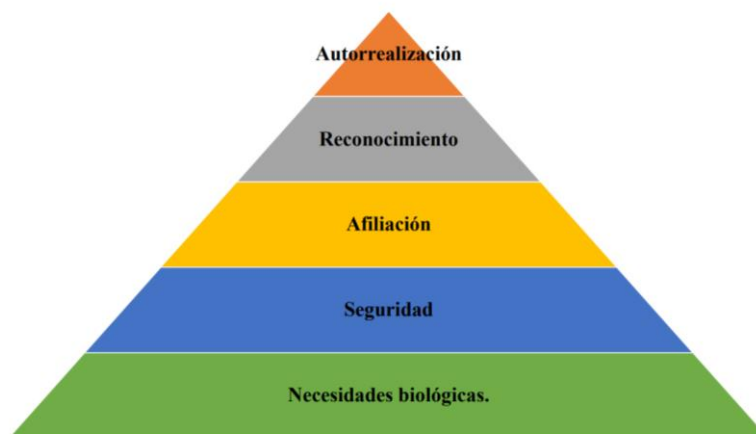 Autorrealización
Reconocimiento
Afiliación
Seguridad
Necesidades biológicas.